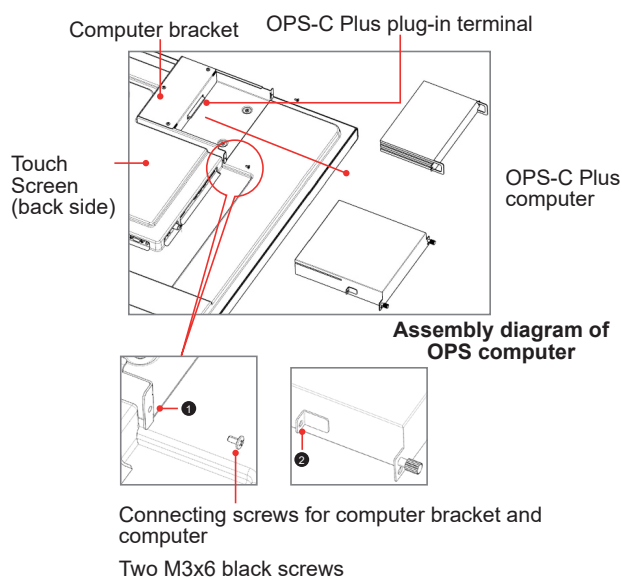 Computer bracket
OPS-C Plus plug-in terminal
Touch
Screen
(back side)
OPS-C Plus
computer
Assembly diagram of
OPS computer
1
2
Connecting screws for computer bracket and
computer
Two M3x6 black screws